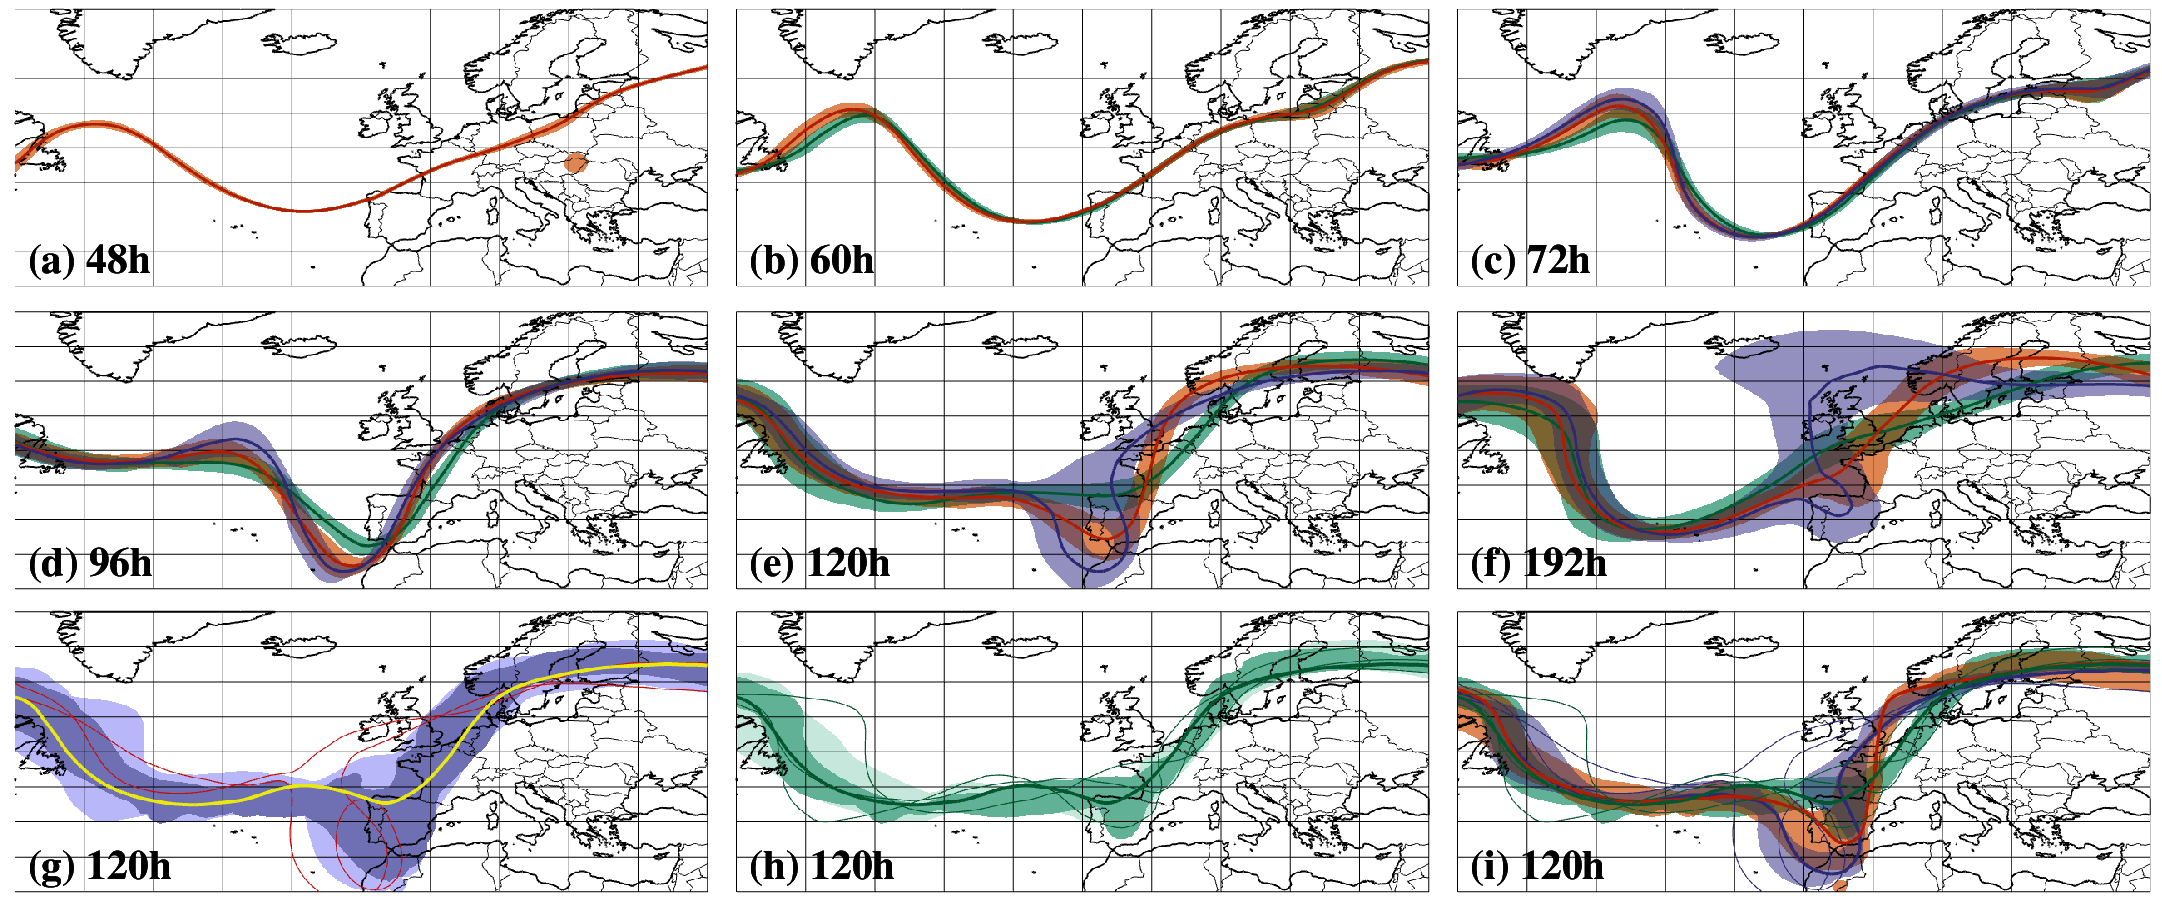 (a) 48h
(b) 60h
(c) 72h
(d) 96h
(e) 120h
(f) 192h
(g) 120h
(h) 120h
(i) 120h